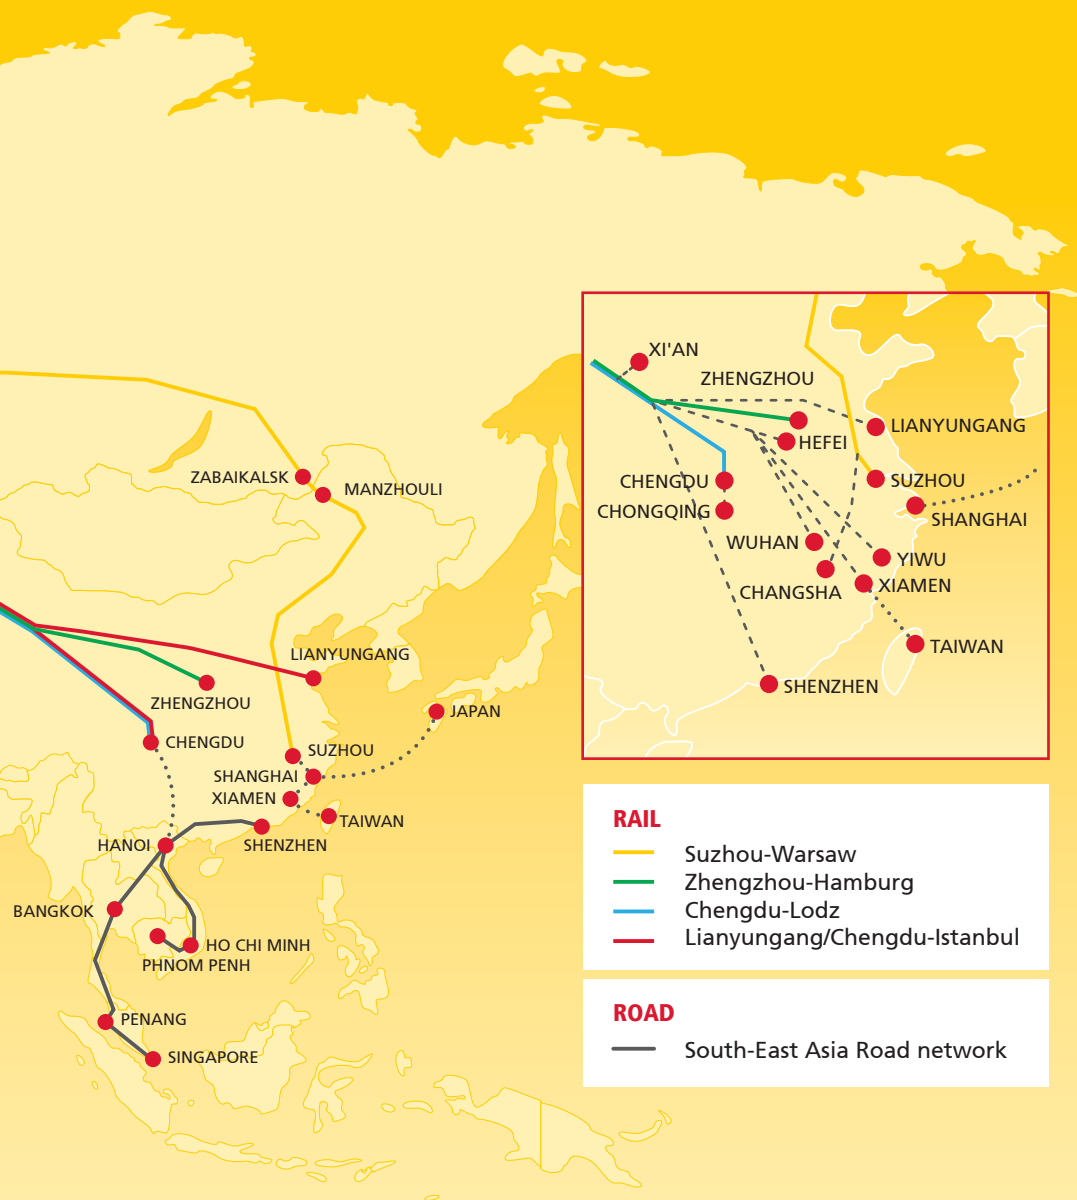 ZABAIKALSK
MANZHOULI
LIANYUNGANG
ZHENGZHOU
CHENGDU
JAPAN
SUZHOU
SHANGHAI
XIAMEN
TAIWAN
HANOI
SHENZHEN
BANGKOK
HO CHI MINH
PHNOM PENH
PENANG
SINGAPORE
XI'AN
ZHENGZHOU
LIANYUNGANG
HEFEI
CHENGDU
SUZHOU
CHONGQING
SHANGHAI
WUHAN
YIWU
CHANGSHA
XIAMEN
TAIWAN
SHENZHEN
RAIL
Suzhou-Warsaw
Zhengzhou-Hamburg
Chengdu-Lodz
Lianyungang/Chengdu-Istanbul
ROAD
South-East Asia Road network